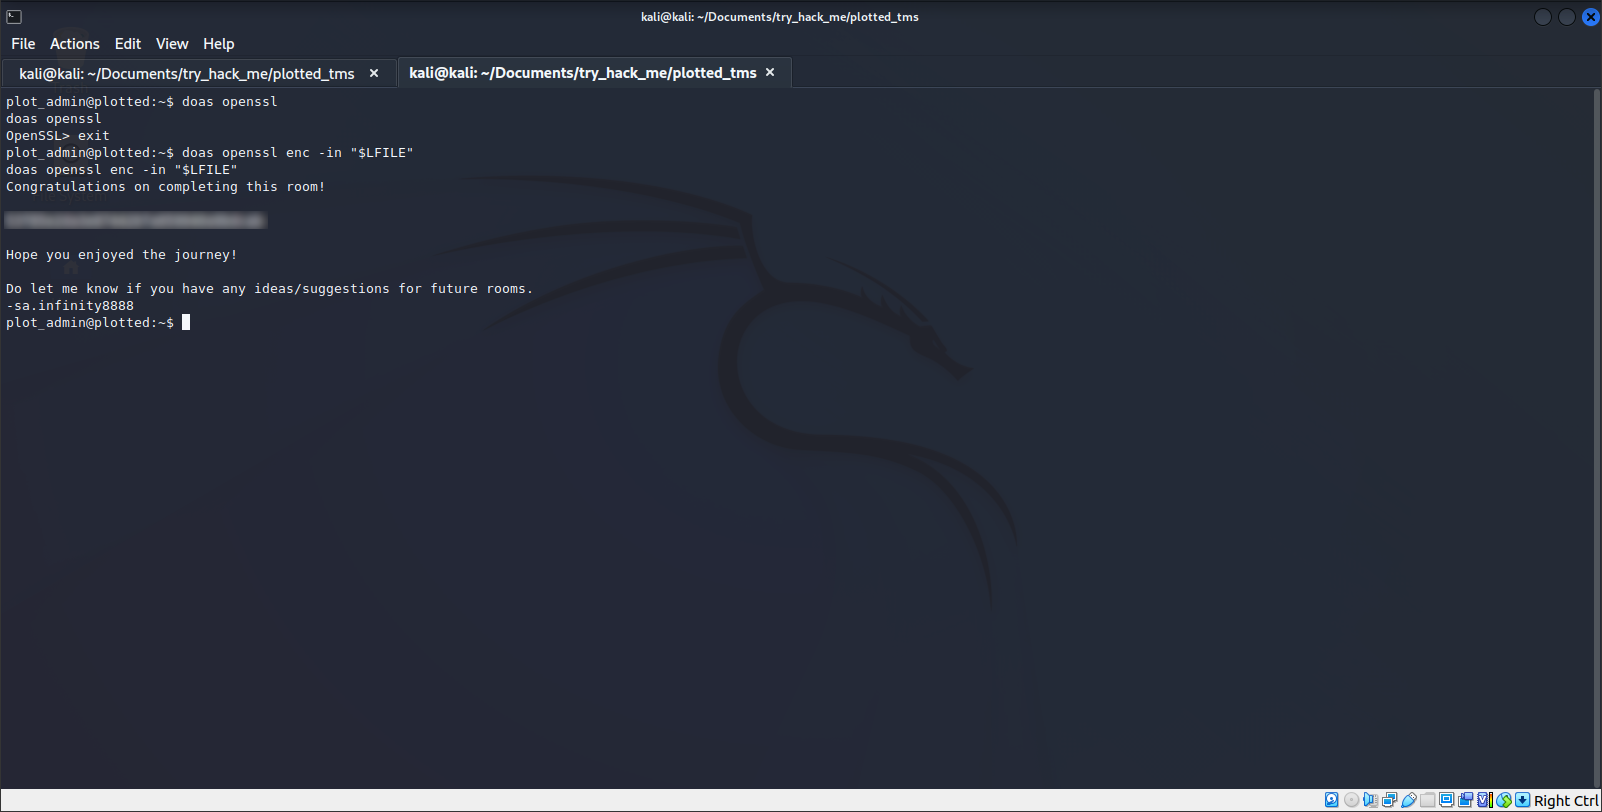 kali@kali: ~/Documents/try_hack_me/plotted_tms
File Actions Edit View Help
kali@kali: ~/Documents/try_hack_me/plotted_tms × kali@kali: ~/Documents/try_hack_me/plotted_tms ×
plot_admin@plotted:~$ doas openssl
doas openssl
OpenSSL> exit
plot_admin@plotted:~$ doas openssl enc -in "$LFILE"
doas openssl enc -in "$LFILE"
Congratulations on completing this room!
Hope you enjoyed the journey!
Do let me know if you have any ideas/suggestions for future rooms.
-sa.infinity8888
plot_admin@plotted:~$
Right Ctrl